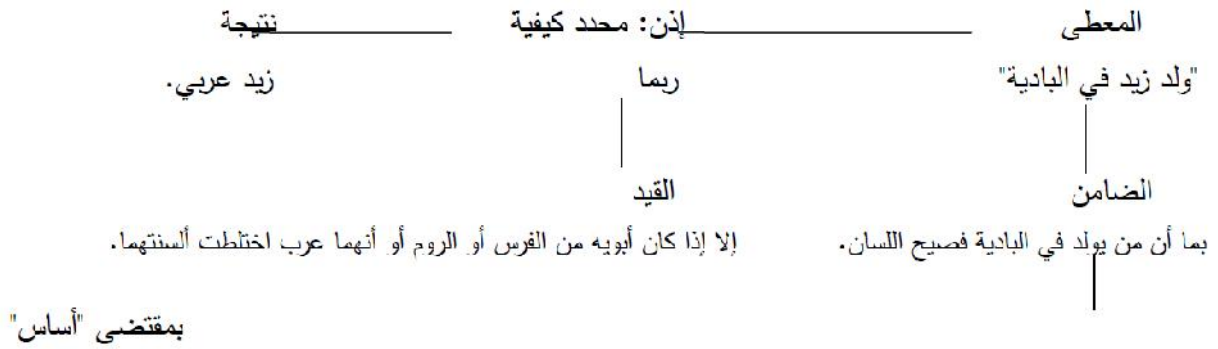 المعطى إذن: محدد كيفية نتيجة
"ولد زيد في البادية" ربما زيد عربي.
الضامن القيد
بما أن من يولد في البادية فصيح اللسان. إلا إذا كان أبويه من الفرس أو الروم أو أنهما عرب اختلطت ألسنتهما.
بمقتضى "أساس"